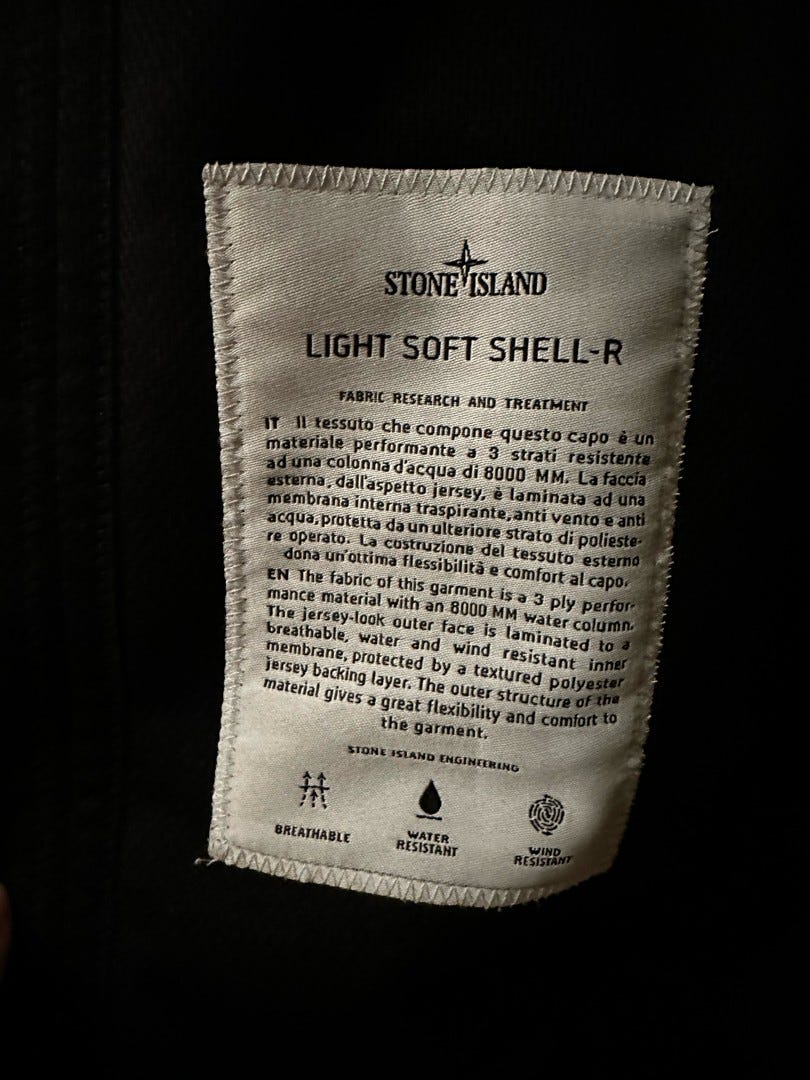 STONE ISLAND
LIGHT SOFT SHELL-R
FABRIC RESEARCH AND TREATMENT
IT Il tessuto che compone questo capo è un
materiale performante a 3 strati resistente
ad una colonna d'acqua di 8000 MM. La faccia
esterna, dall'aspetto jersey, è laminata ad una
membrana interna traspirante, anti vento e anti
acqua, protetta da un ulteriore strato di polieste-
re operato. La costruzione del tessuto esterno
dona un'ottima flessibilità e comfort al capo.
EN The fabric of this garment is a 3 ply perfor-
mance material with an 8000 MM water column.
The jersey-look outer face is laminated to a
breathable, water and wind resistant inner
membrane, protected by a textured polyester
jersey backing layer. The outer structure of the
material gives a great flexibility and comfort to
the garment.
STONE ISLAND ENGINEERING
BREATHABLE
WATER
RESISTANT
WIND
RESISTANT